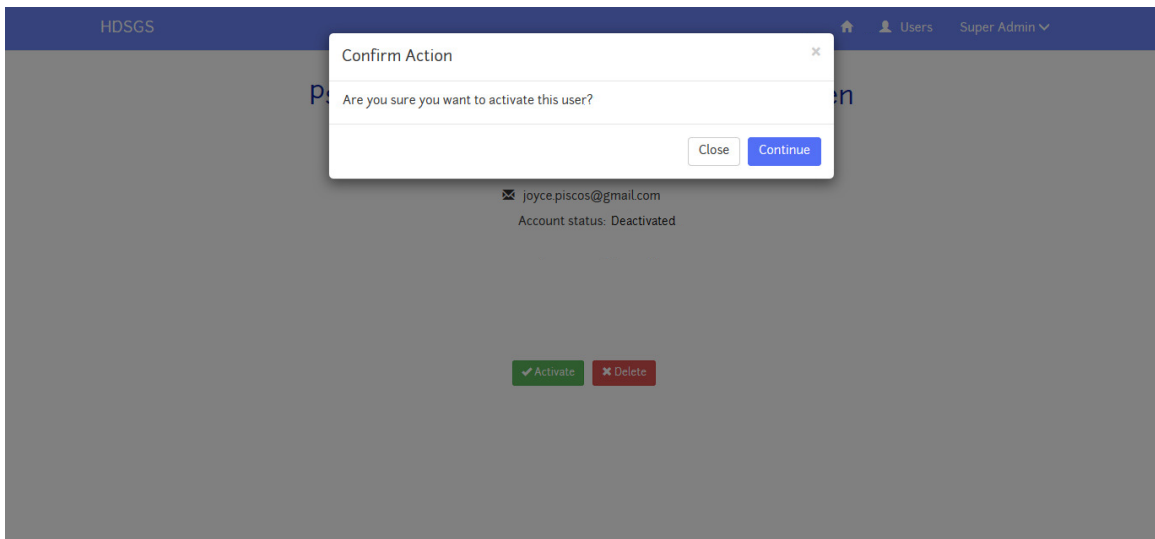 HDSGS
Users
Super Admin
Confirm Action
×
Are you sure you want to activate this user?
Close
Continue
joyce.piscos@gmail.com
Account status: Deactivated
Activate
Delete